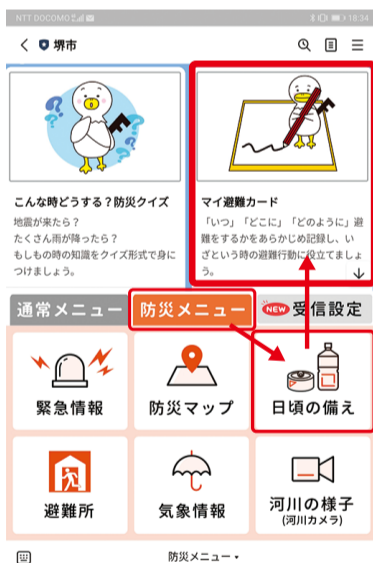 NTT DOCOMO
18:34
堺市
こんな時どうする？防災クイズ
地震が来たら？
たくさん雨が降ったら？
もしもの時の知識をクイズ形式で身に
つけましょう。
マイ避難カード
「いつ」「どこに」「どのように」避
難をするかをあらかじめ記録し、い
ざという時の避難行動に役立てましょ
う。
通常メニュー
防災メニュー
NEW 受信設定
緊急情報
防災マップ
日頃の備え
避難所
気象情報
河川の様子
(河川カメラ)
防災メニュー